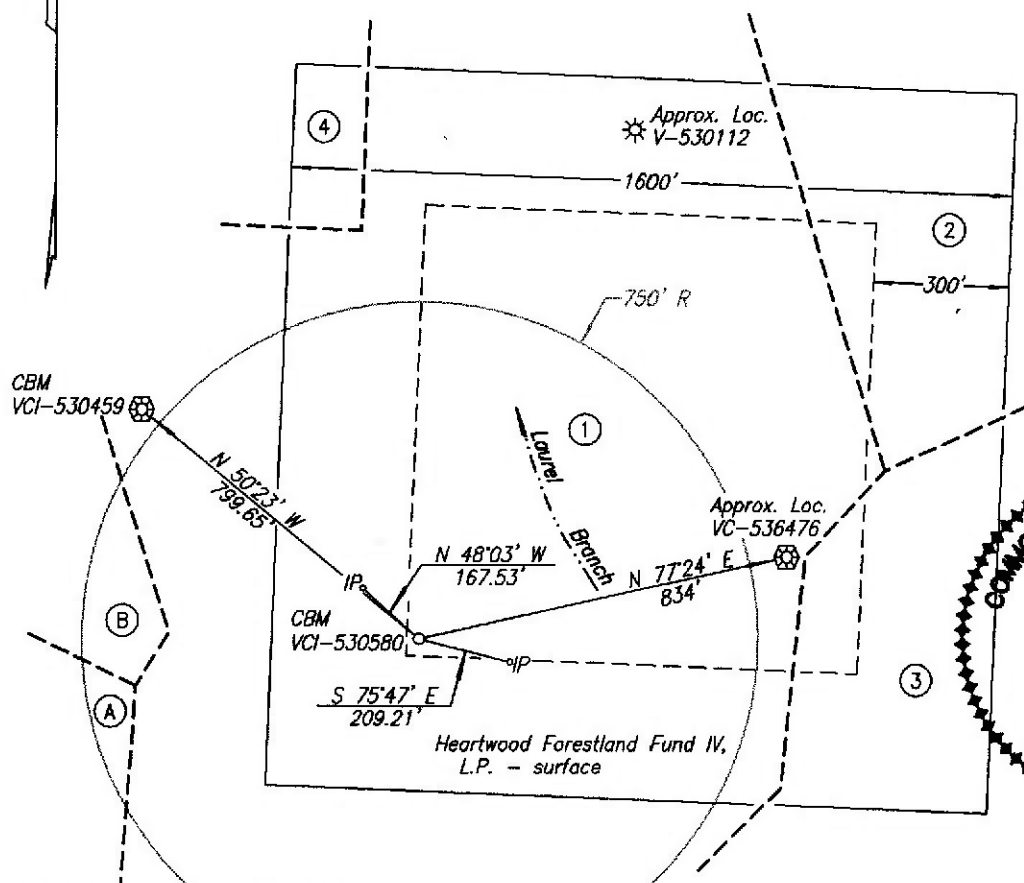 4
Approx. Loc.
V-530112
1600'
2
300'
750' R
CBM
VCI-530459
1
Laurel
Branch
N 50°23' W
799.65'
Approx. Loc.
VC-536476
N 48°03' W
167.53'
N 77°24' E
834'
IP
B
CBM
VCI-530580
IP
3
A
S 75°47' E
209.21'
Heartwood Forestland Fund IV,
L.P. - surface